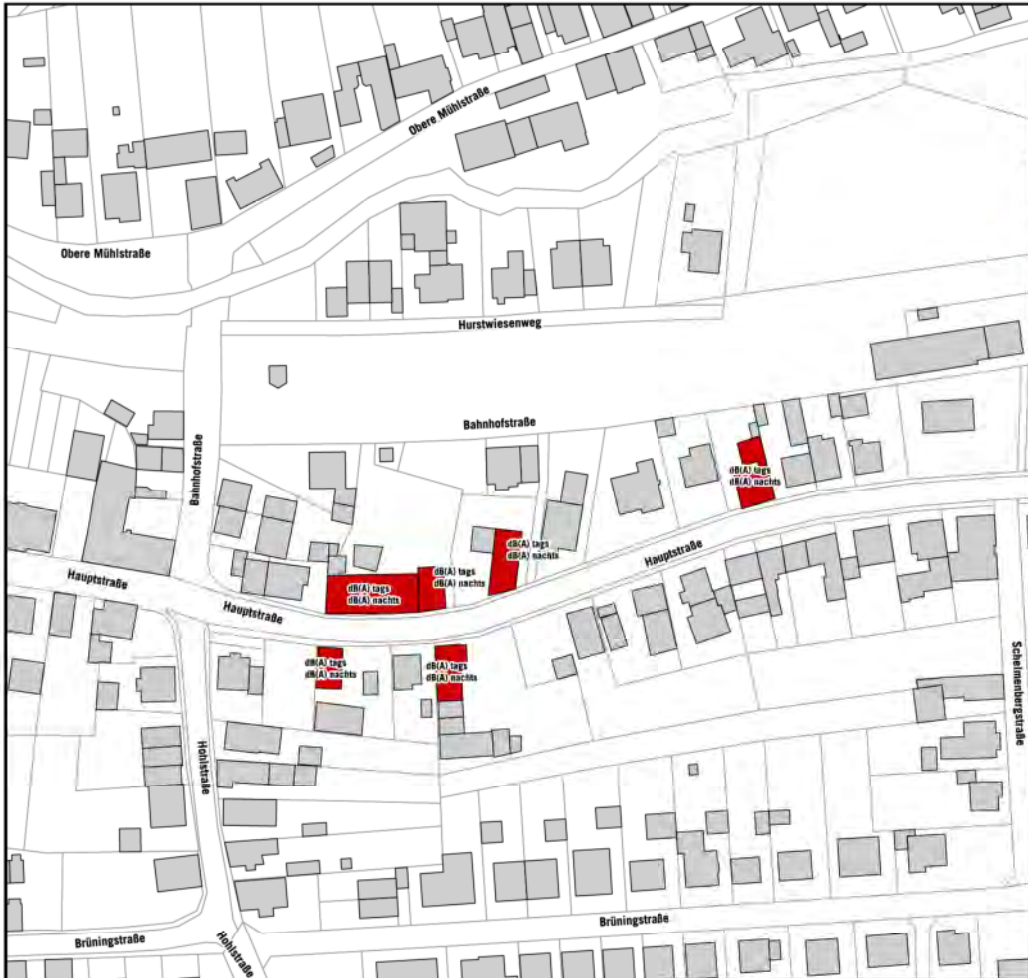 Obere Mühlstraße
Obere Mühlstraße
Hurstwiesenweg
Bahnhofstraße
Bahnhofstraße
dB(A) tags
dB(A) nachts
dB(A) tags
dB(A) nachts
Hauptstraße
dB(A) tags
dB(A) nachts
Hauptstraße
dB(A) tags
dB(A) nachts
Hauptstraße
dB(A) tags
dB(A) nachts
dB(A) tags
dB(A) nachts
Schelmenbergstraße
Hohlstraße
Brüningstraße
Brüningstraße
Hohlstraße